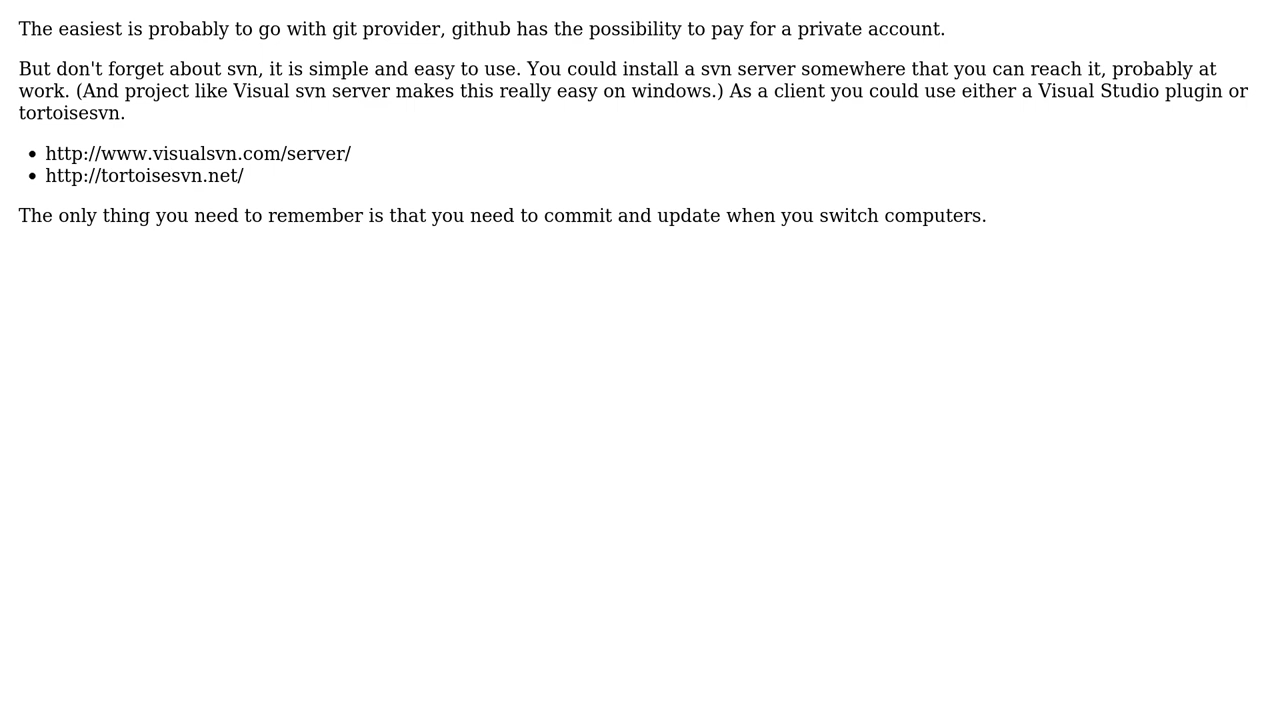 The easiest is probably to go with git provider, github has the possibility to pay for a private account.
But don't forget about svn, it is simple and easy to use. You could install a svn server somewhere that you can reach it, probably at
work. (And project like Visual svn server makes this really easy on windows.) As a client you could use either a Visual Studio plugin or
tortoisesvn.
• http://www.visualsvn.com/server/
• http://tortoisesvn.net/
The only thing you need to remember is that you need to commit and update when you switch computers.